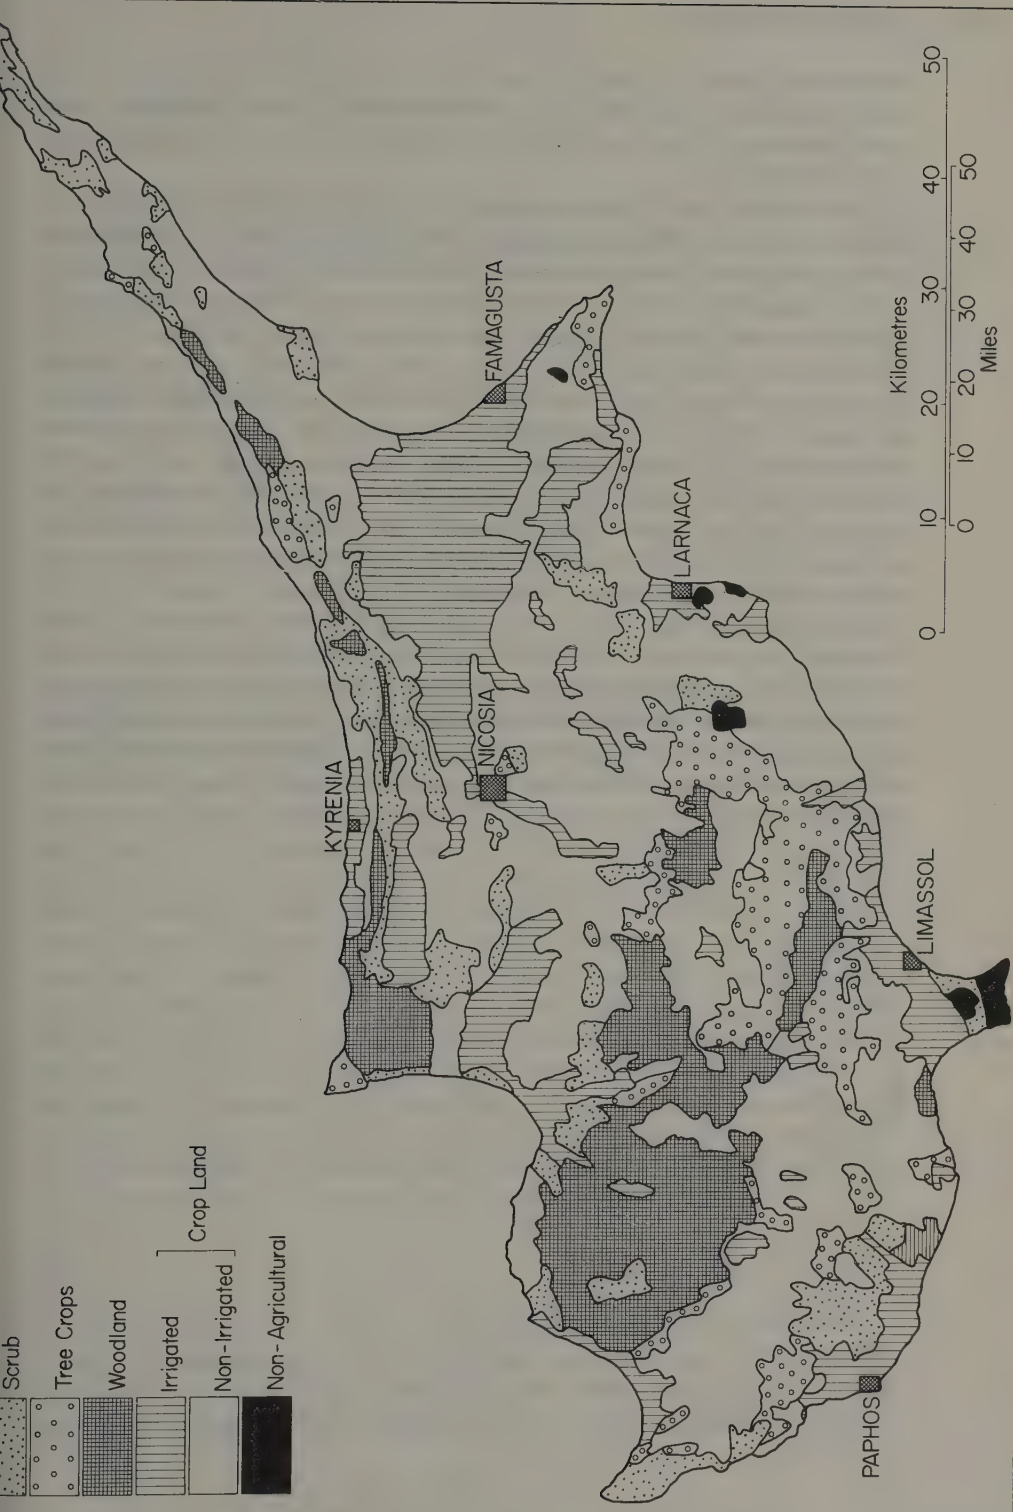 Scrub
Tree Crops
Woodland
Irrigated
Crop Land
Non-Irrigated
Non-Agricultural
KYRENIA
NICOSIA
FAMAGUSTA
LARNACA
LIMASSOL
PAPHOS
0 10 20 30 40 50
Kilometres
0 10 20 30 40 50
Miles